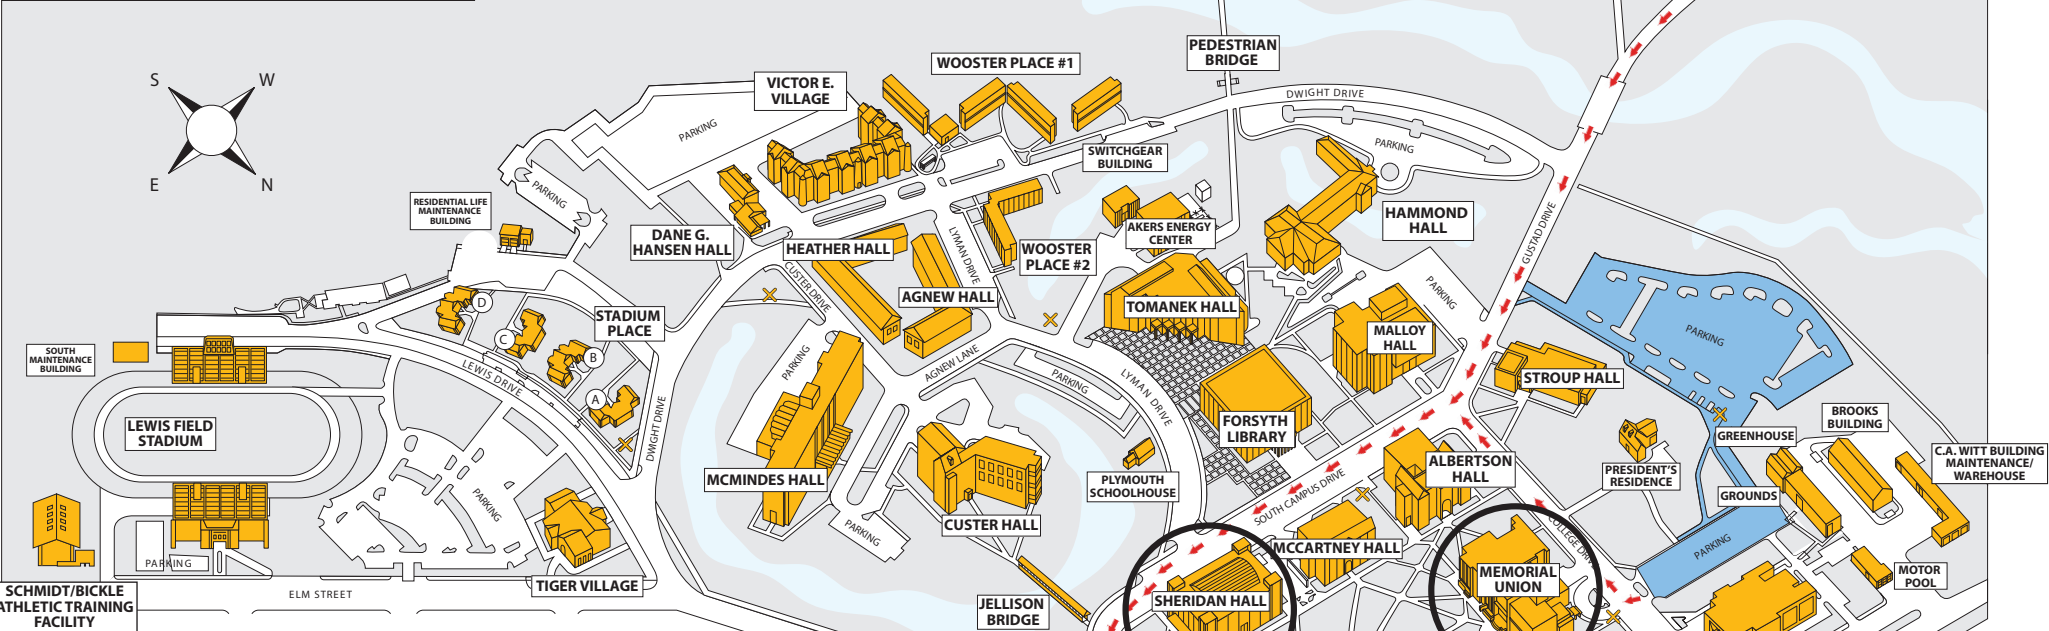 S
W
E
N
WOOSTER PLACE #1
PEDESTRIAN
BRIDGE
VICTOR E.
VILLAGE
DWIGHT DRIVE
PARKING
PARKING
SWITCHGEAR
BUILDING
PARKING
RESIDENTIAL LIFE
MAINTENANCE
BUILDING
DANE G.
HANSEN HALL
HEATHER HALL
LYMAN DRIVE
WOOSTER
PLACE #2
AKERS ENERGY
CENTER
HAMMOND
HALL
GUSTAD DRIVE
CUSTER DRIVE
AGNEW HALL
TOMANEK HALL
PARKING
MALLOY
HALL
PARKING
D
C
B
A
STADIUM
PLACE
SOUTH
MAINTENANCE
BUILDING
LEWIS DRIVE
PARKING
AGNEW LANE
PARKING
LYMAN DRIVE
STROUP HALL
DWIGHT DRIVE
LEWIS FIELD
STADIUM
FORSYTH
LIBRARY
BROOKS
BUILDING
GREENHOUSE
C.A. WITT BUILDING
MAINTENANCE/
WAREHOUSE
MCMINDES HALL
PLYMOUTH
SCHOOLHOUSE
ALBERTSON
HALL
PRESIDENT'S
RESIDENCE
GROUNDS
PARKING
CUSTER HALL
PARKING
SOUTH CAMPUS DRIVE
COLLEGE DRIVE
MCCARTNEY HALL
PARKING
PARKING
TIGER VILLAGE
MEMORIAL
UNION
MOTOR
POOL
ELM STREET
SCHMIDT/BICKLE
ATHLETIC TRAINING
FACILITY
JELLISON
BRIDGE
SHERIDAN HALL